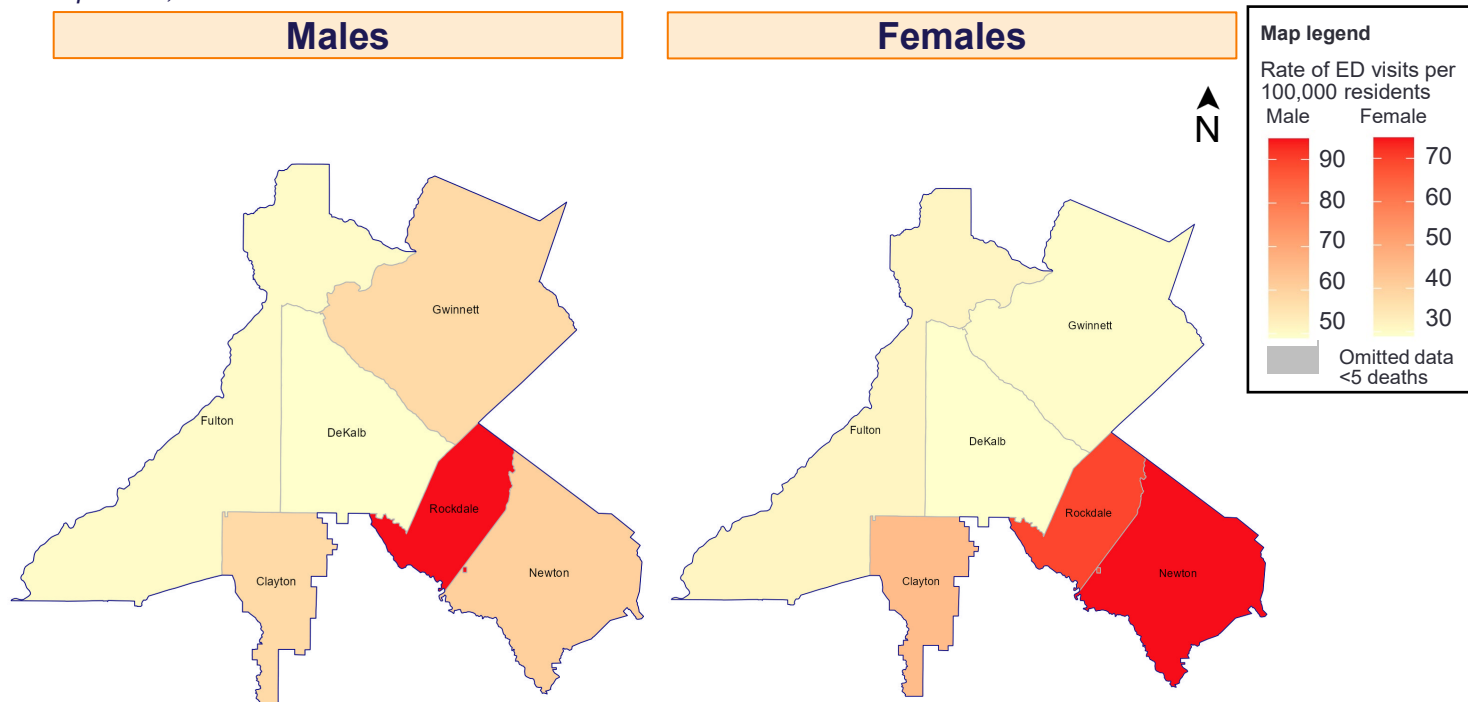 Males
Females
Map legend
Rate of ED visits per
100,000 residents
Male Female
90 70
80 60
70 50
60 40
50 30
Omitted data
<5 deaths
N
Gwinnett
Fulton
DeKalb
Rockdale
Clayton
Newton
Gwinnett
Fulton
DeKalb
Rockdale
Clayton
Newton